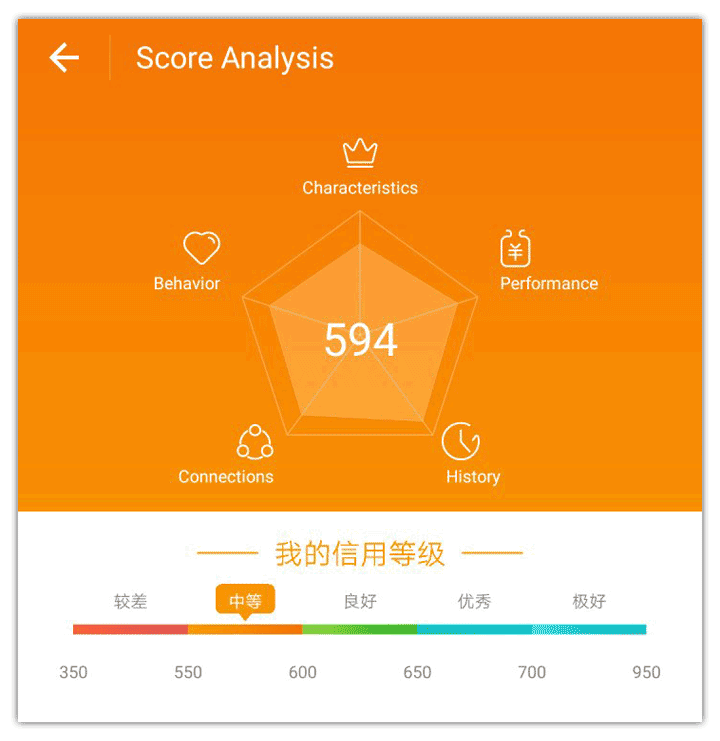 Score Analysis
Characteristics
Behavior
Performance
594
Connections
History
我的信用等级
较差 中等 良好 优秀 极好
350 550 600 650 700 950